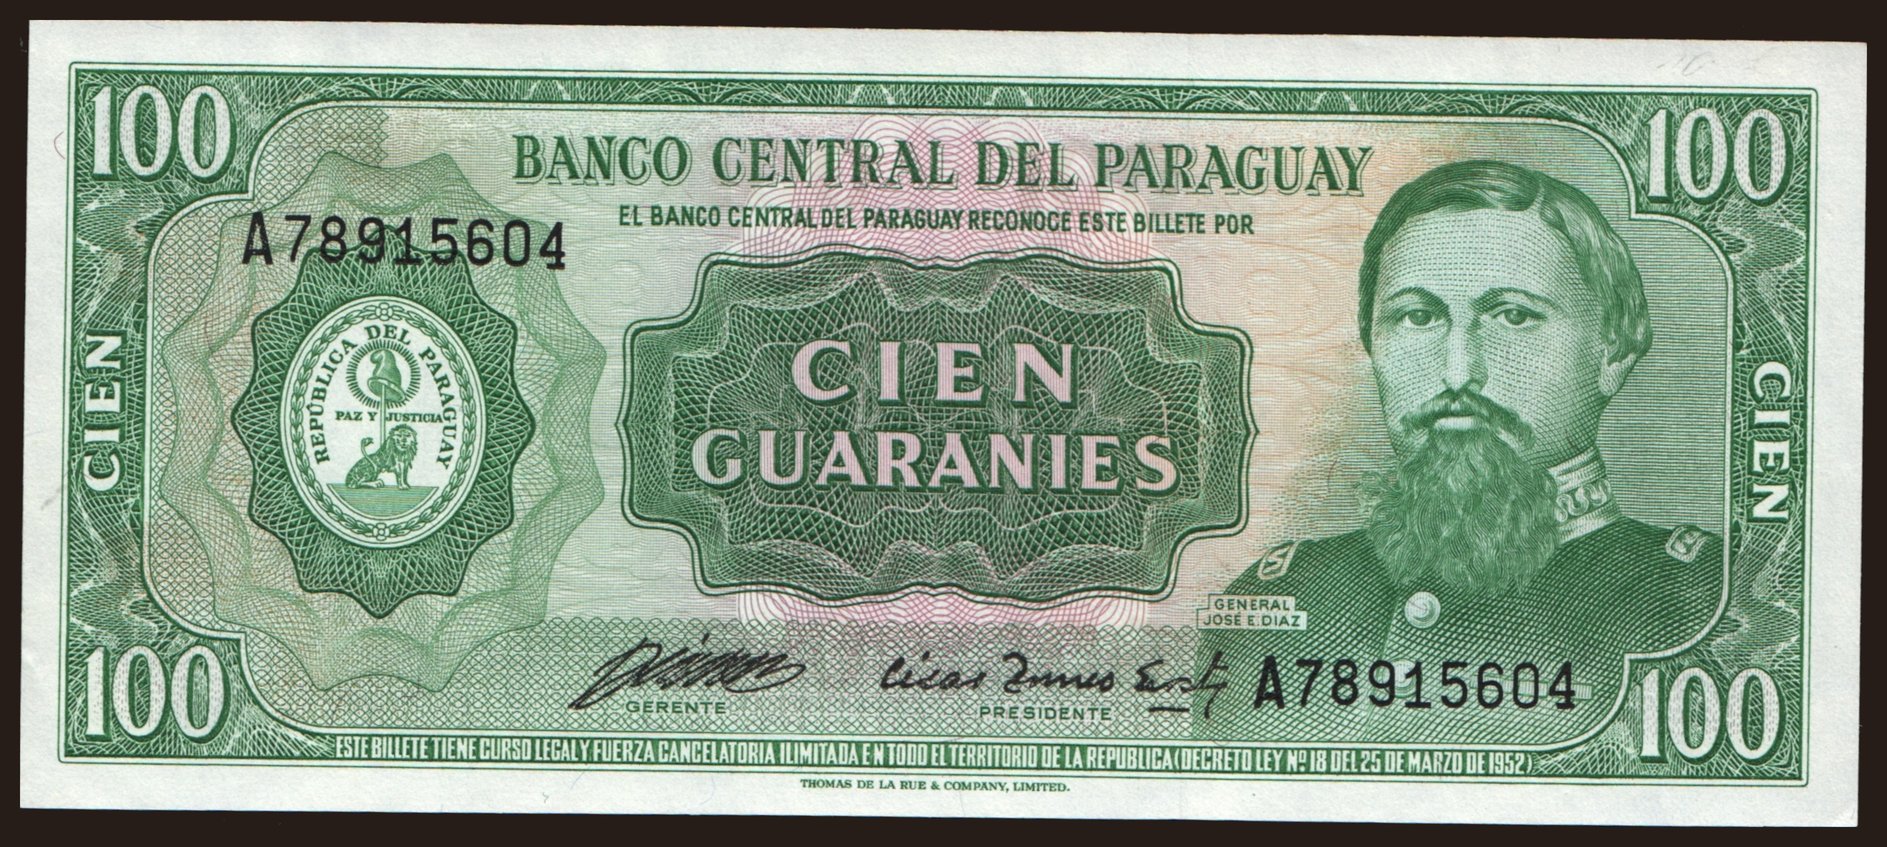 100
100
BANCO CENTRAL DEL PARAGUAY
EL BANCO CENTRAL DEL PARAGUAY RECONOCE ESTE BILLETE POR
A78915604
REPÚBLICA DEL PARAGUAY
PAZ Y JUSTICIA
CIEN
CIEN
GUARANIES
CIEN
GENERAL
JOSÉ E. DIAZ
A78915604
GERENTE
PRESIDENTE
100
100
ESTE BILLETE TIENE CURSO LEGAL Y FUERZA CANCELATORIA ILIMITADA EN TODO EL TERRITORIO DE LA REPUBLICA (DECRETO LEY Nº 18 DEL 25 DE MARZO DE 1952)
THOMAS DE LA RUE & COMPANY, LIMITED.